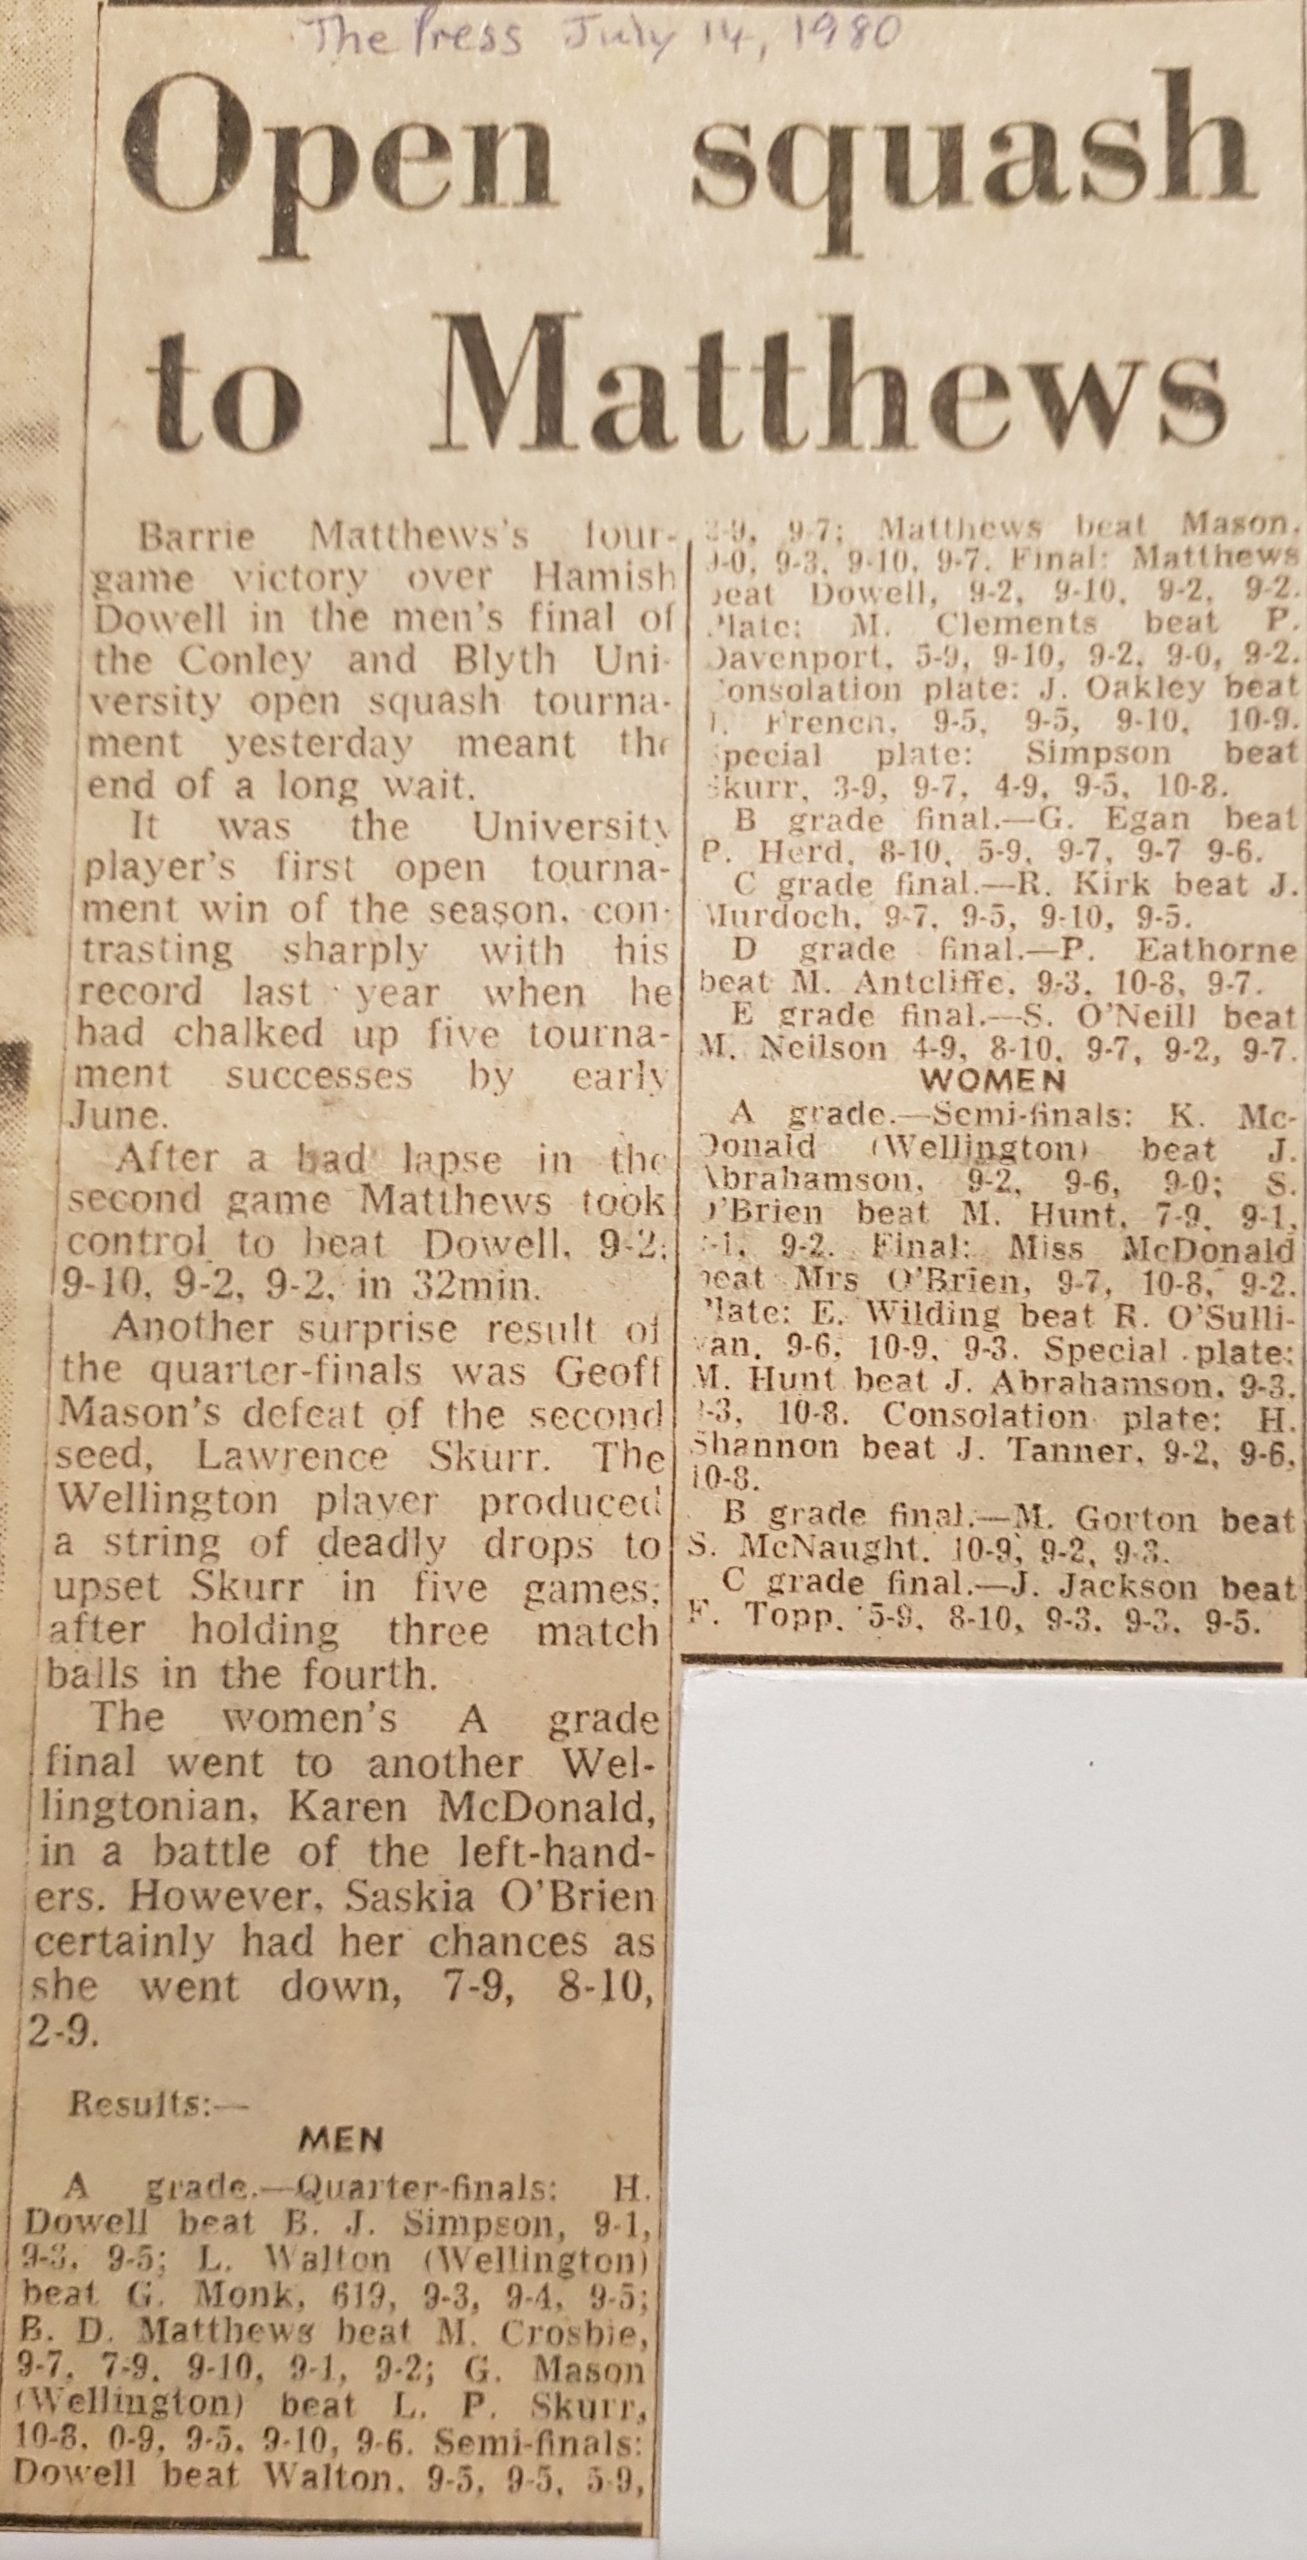 The Press July 14, 1980
Open squash
to Matthews
Barrie Matthews's four-
game victory over Hamish
Dowell in the men's final of
the Conley and Blyth Uni-
versity open squash tourna-
ment yesterday meant the
end of a long wait.
It was the University
player's first open tourna-
ment win of the season, con-
trasting sharply with his
record last year when he
had chalked up five tourna-
ment successes by early
June.
After a bad lapse in the
second game Matthews took
control to beat Dowell, 9-2,
9-10, 9-2, 9-2, in 32min.
Another surprise result of
the quarter-finals was Geoff
Mason's defeat of the second
seed, Lawrence Skurr. The
Wellington player produced
a string of deadly drops to
upset Skurr in five games,
after holding three match
balls in the fourth.
The women's A grade
final went to another Wel-
lingtonian, Karen McDonald,
in a battle of the left-hand-
ers. However, Saskia O'Brien
certainly had her chances as
she went down, 7-9, 8-10,
2-9.
Results:—
MEN
A grade.—Quarter-finals: H.
Dowell beat B. J. Simpson, 9-1,
9-3, 9-5; L. Walton (Wellington)
beat G. Monk, 619, 9-3, 9-4, 9-5;
B. D. Matthews beat M. Crosbie,
9-7, 7-9, 9-10, 9-1, 9-2; G. Mason
(Wellington) beat L. P. Skurr,
10-8, 0-9, 9-5, 9-10, 9-6. Semi-finals:
Dowell beat Walton, 9-5, 9-5, 5-9,
9-7; Matthews beat Mason,
9-3, 9-10, 9-7. Final: Matthews
beat Dowell, 9-2, 9-10, 9-2, 9-2.
Plate: M. Clements beat P.
Davenport, 5-9, 9-10, 9-2, 9-0, 9-2.
Consolation plate: J. Oakley beat
French, 9-5, 9-5, 9-10, 10-9.
Special plate: Simpson beat
Skurr, 3-9, 9-7, 4-9, 9-5, 10-8.
B grade final.—G. Egan beat
P. Herd, 8-10, 5-9, 9-7, 9-7 9-6.
C grade final.—R. Kirk beat J.
Murdoch, 9-7, 9-5, 9-10, 9-5.
D grade final.—P. Eathorne
beat M. Antcliffe, 9-3, 10-8, 9-7.
E grade final.—S. O'Neill beat
M. Neilson 4-9, 8-10, 9-7, 9-2, 9-7.
WOMEN
A grade.—Semi-finals: K. Mc-
Donald (Wellington) beat J.
Abrahamson, 9-2, 9-6, 9-0; S.
O'Brien beat M. Hunt, 7-9, 9-1,
9-2. Final: Miss McDonald
beat Mrs O'Brien, 9-7, 10-8, 9-2.
Plate: E. Wilding beat R. O'Sulli-
van, 9-6, 10-9, 9-3. Special plate:
M. Hunt beat J. Abrahamson, 9-3,
10-8. Consolation plate: H.
Shannon beat J. Tanner, 9-2, 9-6,
10-8.
B grade final.—M. Gorton beat
S. McNaught, 10-9, 9-2, 9-3.
C grade final.—J. Jackson beat
F. Topp, 5-9, 8-10, 9-3, 9-3, 9-5.